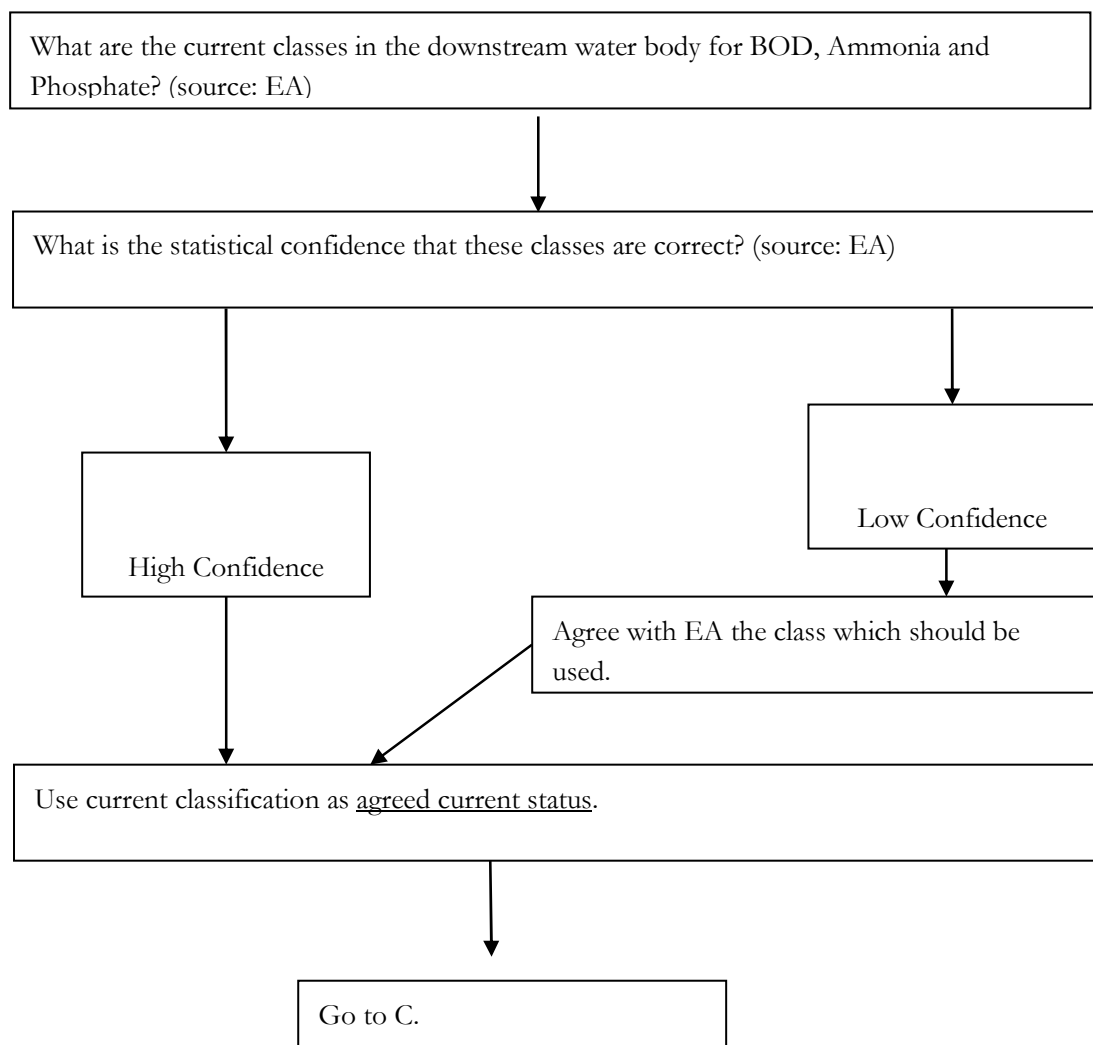 What are the current classes in the downstream water body for BOD, Ammonia and
Phosphate? (source: EA)
What is the statistical confidence that these classes are correct? (source: EA)
High Confidence
Low Confidence
Agree with EA the class which should be
used.
Use current classification as agreed current status.
Go to C.